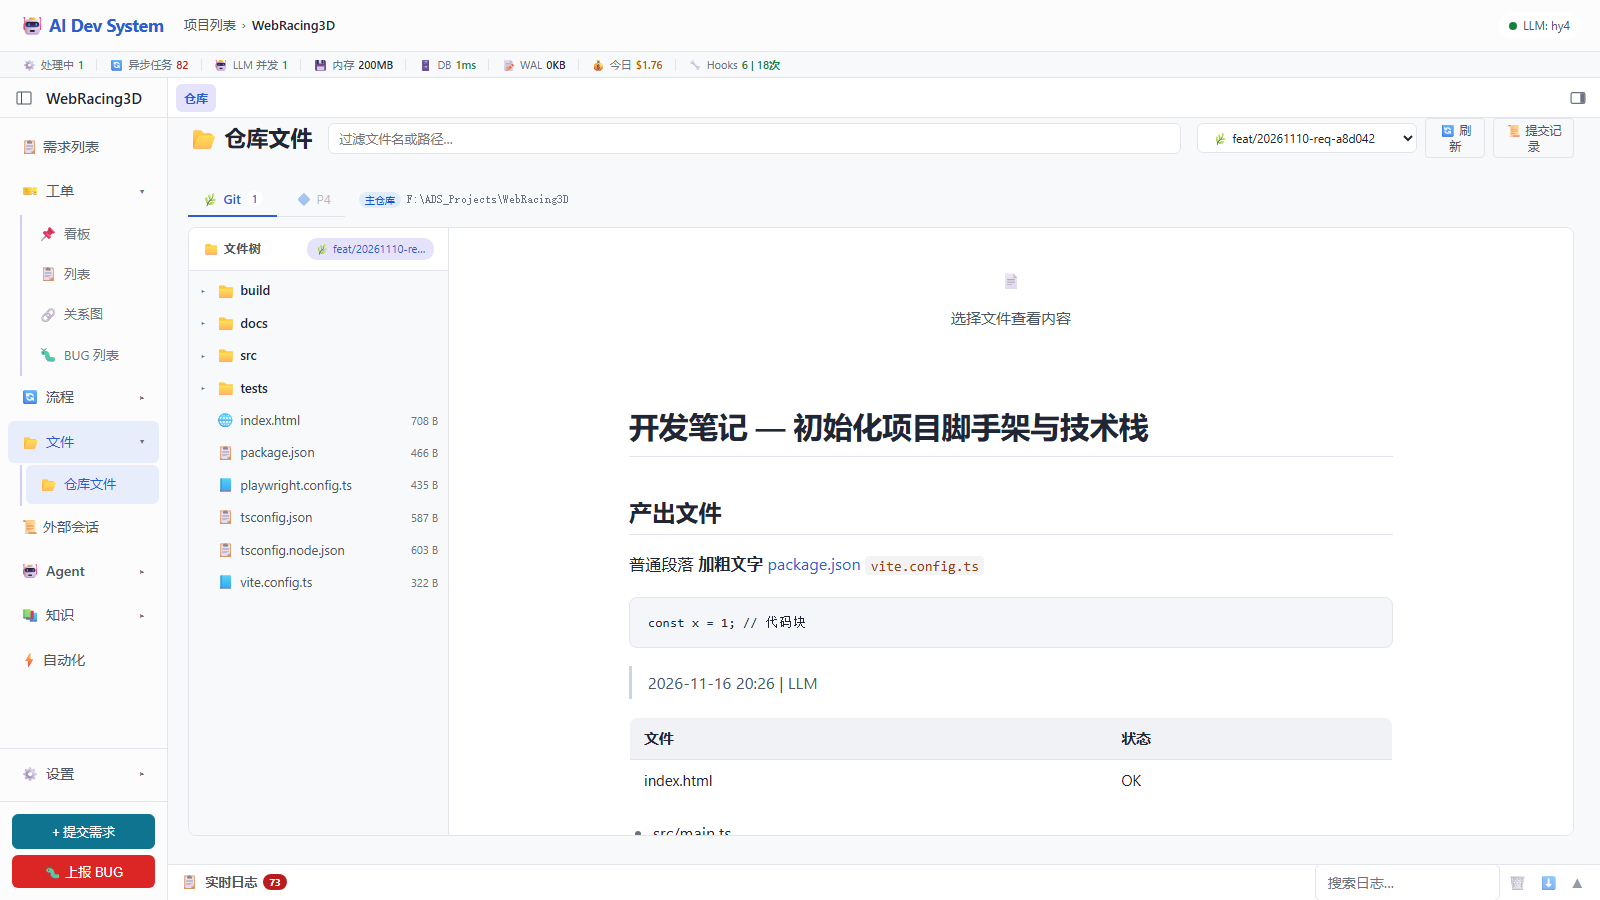 AI Dev System
项目列表 › WebRacing3D
LLM: hy4
处理中 1
异步任务 82
LLM 并发 1
内存 200MB
DB 1ms
WAL 0KB
今日 $1.76
Hooks 6 | 18次
WebRacing3D
仓库
需求列表
工单
看板
列表
关系图
BUG 列表
流程
文件
仓库文件
外部会话
Agent
知识
自动化
设置
+ 提交需求
上报 BUG
仓库文件
过滤文件名或路径...
feat/20261110-req-a8d042
刷新
提交记录
Git 1
P4
主仓库 F:\ADS_Projects\WebRacing3D
文件树
feat/20261110-re...
build
docs
src
tests
index.html 708 B
package.json 466 B
playwright.config.ts 435 B
tsconfig.json 587 B
tsconfig.node.json 603 B
vite.config.ts 322 B
选择文件查看内容
开发笔记 — 初始化项目脚手架与技术栈
产出文件
普通段落 加粗文字 package.json vite.config.ts
const x = 1; // 代码块
2026-11-16 20:26 | LLM
文件 状态
index.html OK
src/main.ts
实时日志 73
搜索日志...